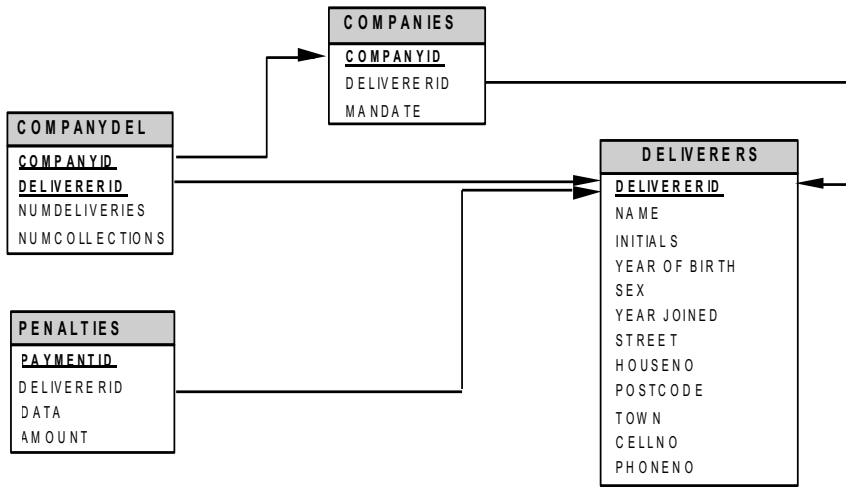 COMPANIES
COMPANYID
DELIVERERID
MANDATE
COMPANYDEL
COMPANYID
DELIVERERID
NUMDELIVERIES
NUMCOLLECTIONS
DELIVERERS
DELIVERERID
NAME
INITIALS
YEAR OF BIRTH
SEX
YEAR JOINED
STREET
HOUSENO
POSTCODE
TOWN
CELLNO
PHONENO
PENALTIES
PAYMENTID
DELIVERERID
DATA
AMOUNT